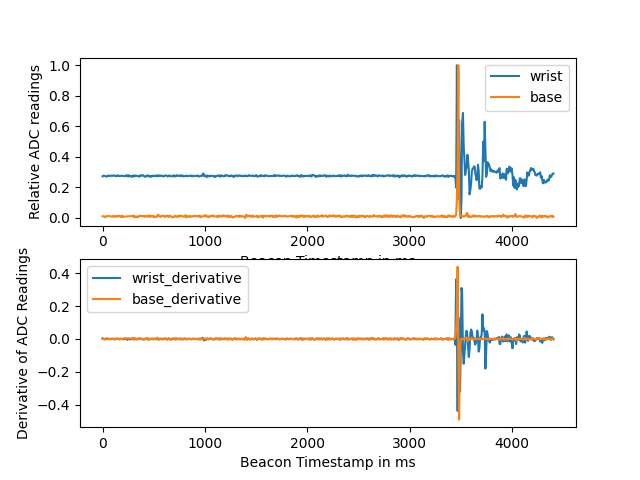 Relative ADC readings
1.0
0.8
0.6
0.4
0.2
0.0
wrist
base
0 1000 2000 3000 4000
Beacon Timestamp in ms
Derivative of ADC Readings
0.4
0.2
0.0
−0.2
−0.4
wrist_derivative
base_derivative
0 1000 2000 3000 4000
Beacon Timestamp in ms